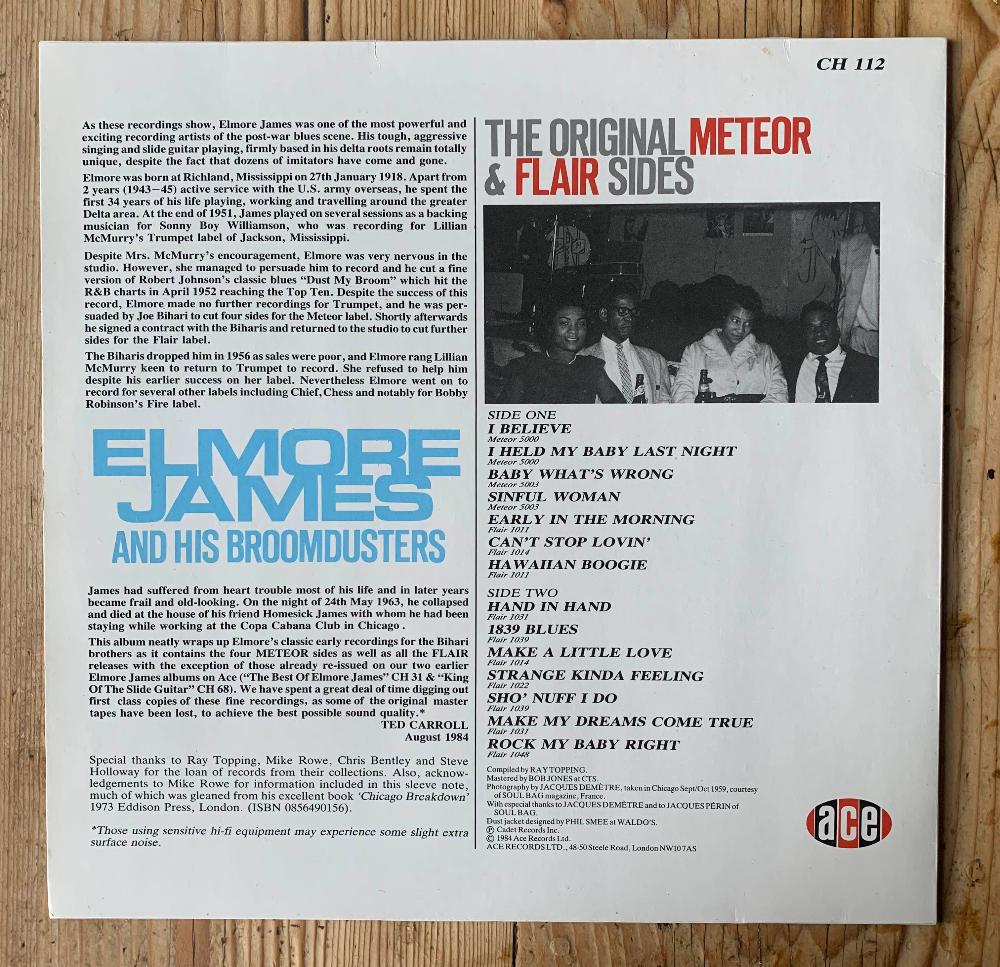 CH 112
As these recordings show, Elmore James was one of the most powerful and
exciting recording artists of the post-war blues scene. His tough, aggressive
singing and slide guitar playing, firmly based in his delta roots remain totally
unique, despite the fact that dozens of imitators have come and gone.
Elmore was born at Richland, Mississippi on 27th January 1918. Apart from
2 years (1943–45) active service with the U.S. army overseas, he spent the
first 34 years of his life playing, working and travelling around the greater
Delta area. At the end of 1951, James played on several sessions as a backing
musician for Sonny Boy Williamson, who was recording for Lillian
McMurry's Trumpet label of Jackson, Mississippi.
Despite Mrs. McMurry's encouragement, Elmore was very nervous in the
studio. However, she managed to persuade him to record and he cut a fine
version of Robert Johnson's classic blues "Dust My Broom" which hit the
R&B charts in April 1952 reaching the Top Ten. Despite the success of this
record, Elmore made no further recordings for Trumpet, and he was per-
suaded by Joe Bihari to cut four sides for the Meteor label. Shortly afterwards
he signed a contract with the Biharis and returned to the studio to cut further
sides for the Flair label.
The Biharis dropped him in 1956 as sales were poor, and Elmore rang Lillian
McMurry keen to return to Trumpet to record. She refused to help him
despite his earlier success on her label. Nevertheless Elmore went on to
record for several other labels including Chief, Chess and notably for Bobby
Robinson's Fire label.
ELMORE
JAMES
AND HIS BROOMDUSTERS
James had suffered from heart trouble most of his life and in later years
became frail and old-looking. On the night of 24th May 1963, he collapsed
and died at the house of his friend Homesick James with whom he had been
staying while working at the Copa Cabana Club in Chicago .
This album neatly wraps up Elmore's classic early recordings for the Bihari
brothers as it contains the four METEOR sides as well as all the FLAIR
releases with the exception of those already re-issued on our two earlier
Elmore James albums on Ace ("The Best Of Elmore James" CH 31 & "King
Of The Slide Guitar" CH 68). We have spent a great deal of time digging out
first class copies of these fine recordings, as some of the original master
tapes have been lost, to achieve the best possible sound quality.*
TED CARROLL
August 1984
Special thanks to Ray Topping, Mike Rowe, Chris Bentley and Steve
Holloway for the loan of records from their collections. Also, acknow-
ledgements to Mike Rowe for information included in this sleeve note,
much of which was gleaned from his excellent book 'Chicago Breakdown'
1973 Eddison Press, London. (ISBN 0856490156).
*Those using sensitive hi-fi equipment may experience some slight extra
surface noise.
THE ORIGINAL METEOR
& FLAIR SIDES
SIDE ONE
I BELIEVE
Meteor 5000
I HELD MY BABY LAST NIGHT
Meteor 5000
BABY WHAT'S WRONG
Meteor 5003
SINFUL WOMAN
Meteor 5003
EARLY IN THE MORNING
Flair 1011
CAN'T STOP LOVIN'
Flair 1014
HAWAIIAN BOOGIE
Flair 1011
SIDE TWO
HAND IN HAND
Flair 1031
1839 BLUES
Flair 1039
MAKE A LITTLE LOVE
Flair 1014
STRANGE KINDA FEELING
Flair 1022
SHO' NUFF I DO
Flair 1039
MAKE MY DREAMS COME TRUE
Flair 1031
ROCK MY BABY RIGHT
Flair 1048
Compiled by RAY TOPPING.
Mastered by BOB JONES at CTS.
Photography by JACQUES DEMÊTRE, taken in Chicago Sept/Oct 1959, courtesy
of SOUL BAG magazine, France.
With especial thanks to JACQUES DEMÊTRE and to JACQUES PÉRIN of
SOUL BAG.
Dust jacket designed by PHIL SMEE at WALDO'S.
℗ Cadet Records Inc.
© 1984 Ace Records Ltd.
ACE RECORDS LTD., 48-50 Steele Road, London NW10 7AS
ace